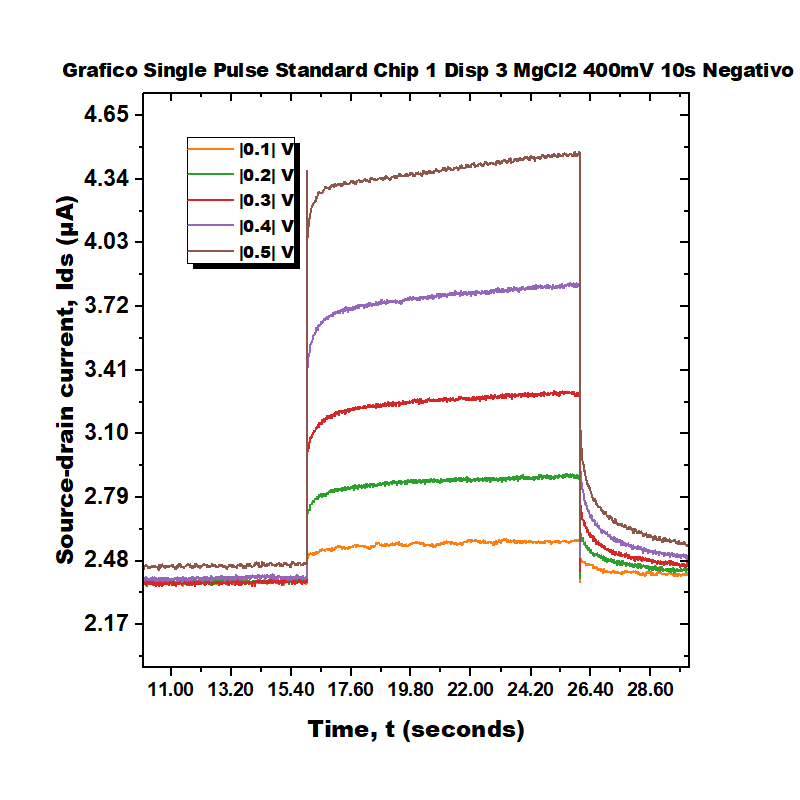 Grafico Single Pulse Standard Chip 1 Disp 3 MgCl2 400mV 10s Negativo
4.65
4.34
4.03
3.72
3.41
3.10
2.79
2.48
2.17
Source-drain current, Ids (µA)
|0.1| V
|0.2| V
|0.3| V
|0.4| V
|0.5| V
11.00 13.20 15.40 17.60 19.80 22.00 24.20 26.40 28.60
Time, t (seconds)